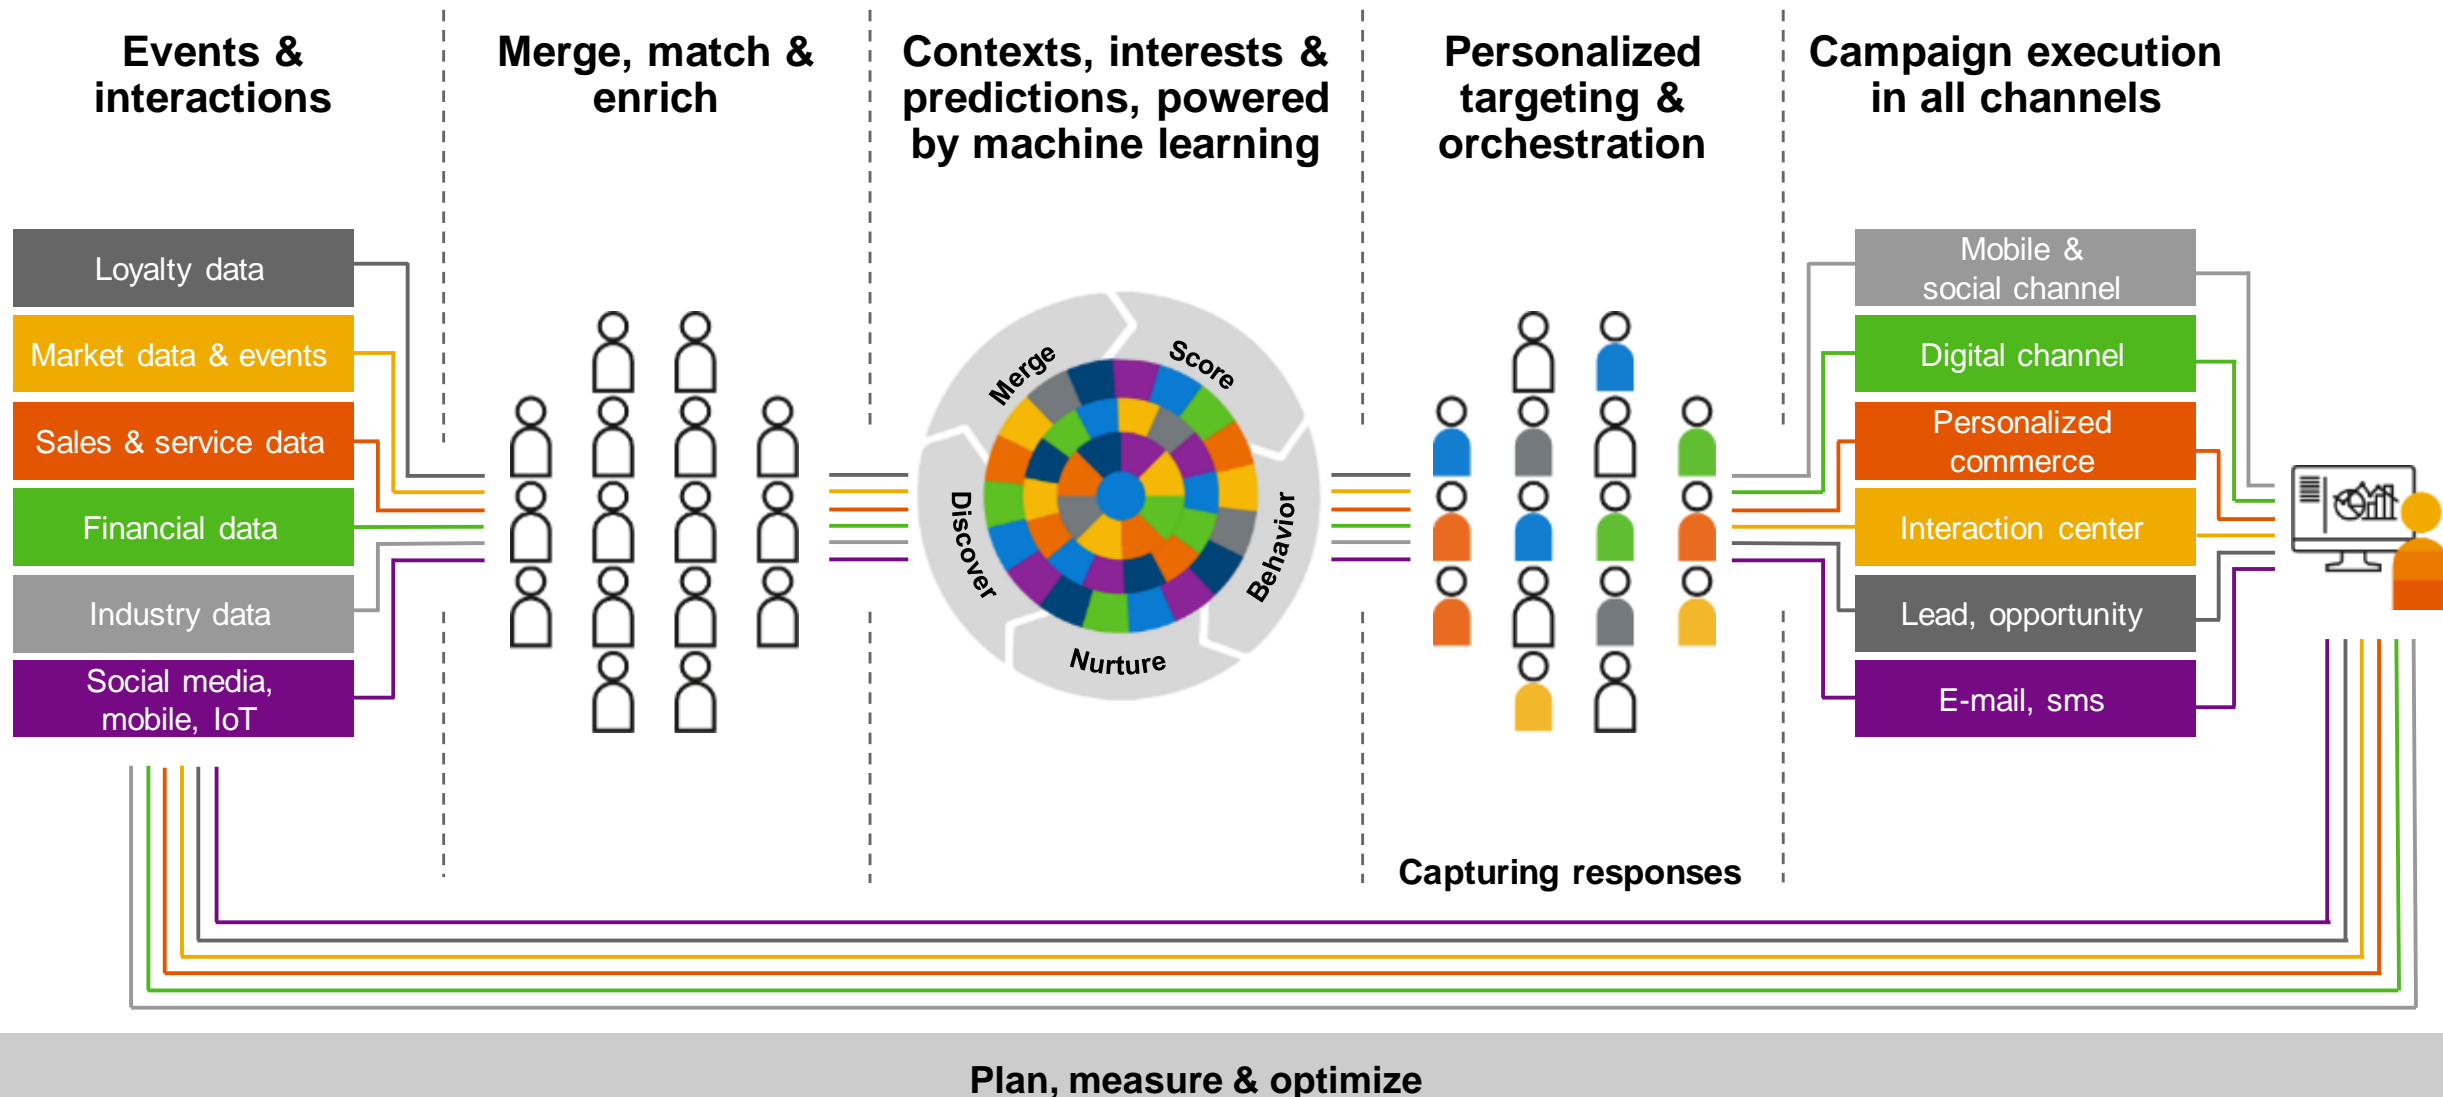 Events &
interactions
Merge, match &
enrich
Contexts, interests &
predictions, powered
by machine learning
Personalized
targeting &
orchestration
Campaign execution
in all channels
Loyalty data
Market data & events
Sales & service data
Financial data
Industry data
Social media,
mobile, IoT
Merge
Score
Behavior
Nurture
Discover
Mobile &
social channel
Digital channel
Personalized
commerce
Interaction center
Lead, opportunity
E-mail, sms
Capturing responses
Plan, measure & optimize